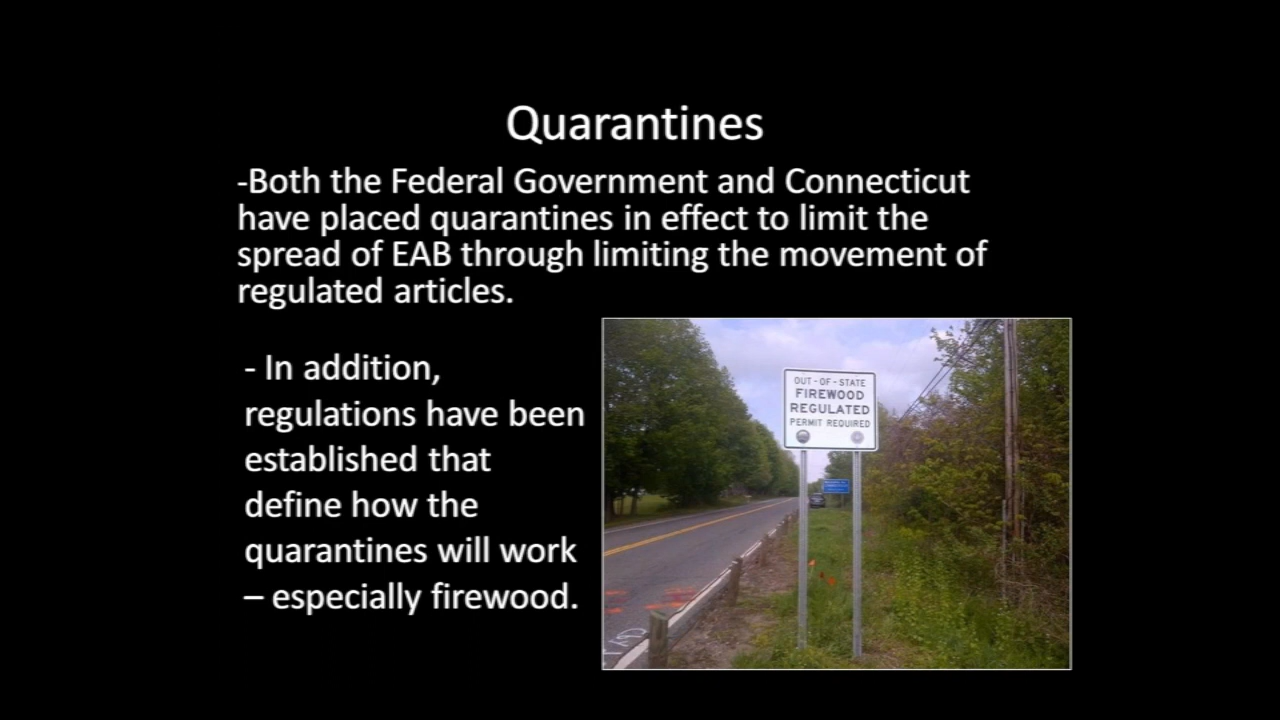 Quarantines
-Both the Federal Government and Connecticut
have placed quarantines in effect to limit the
spread of EAB through limiting the movement of
regulated articles.
- In addition,
regulations have been
established that
define how the
quarantines will work
– especially firewood.
OUT-OF-STATE
FIREWOOD
REGULATED
PERMIT REQUIRED